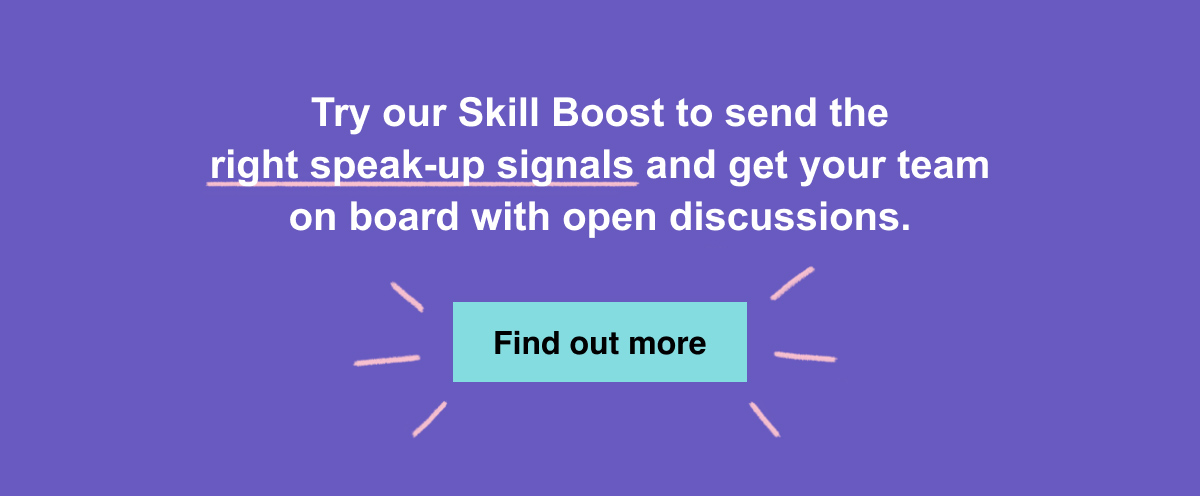 Try our Skill Boost to send the
right speak-up signals and get your team
on board with open discussions.
Find out more